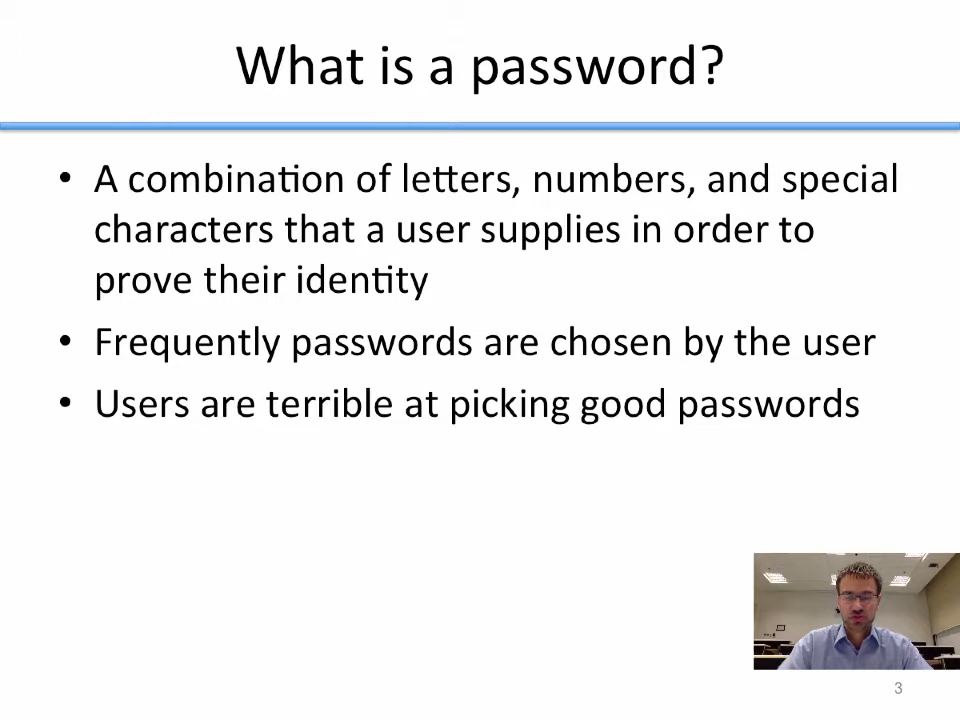 What is a password?
• A combination of letters, numbers, and special
characters that a user supplies in order to
prove their identity
• Frequently passwords are chosen by the user
• Users are terrible at picking good passwords
3